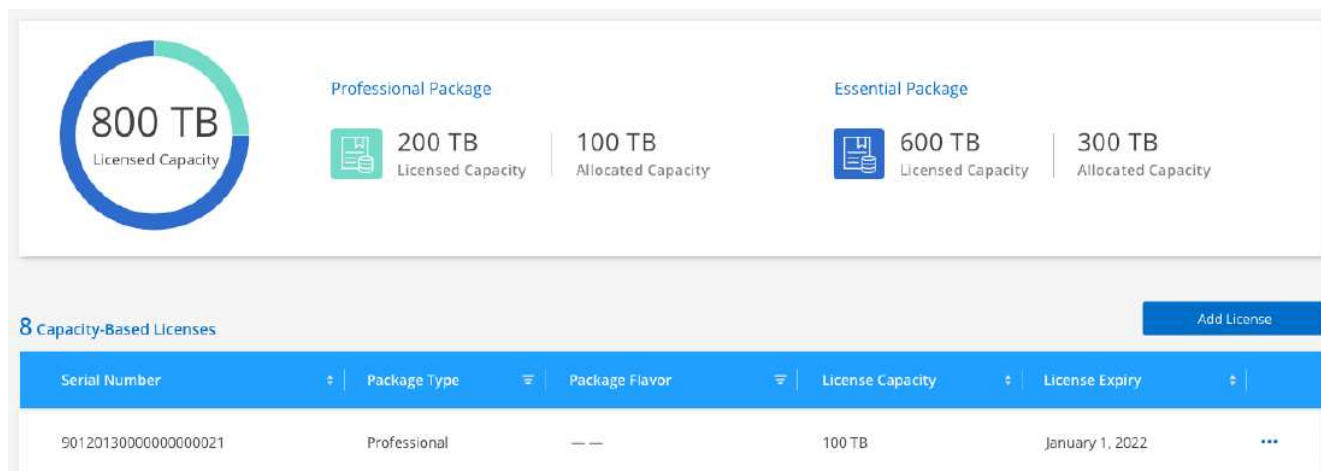 800 TB
Licensed Capacity
Professional Package
200 TB
Licensed Capacity
100 TB
Allocated Capacity
Essential Package
600 TB
Licensed Capacity
300 TB
Allocated Capacity
8 Capacity-Based Licenses
Add License
Serial Number Package Type Package Flavor License Capacity License Expiry
90120130000000000021 Professional — — 100 TB January 1, 2022 •••